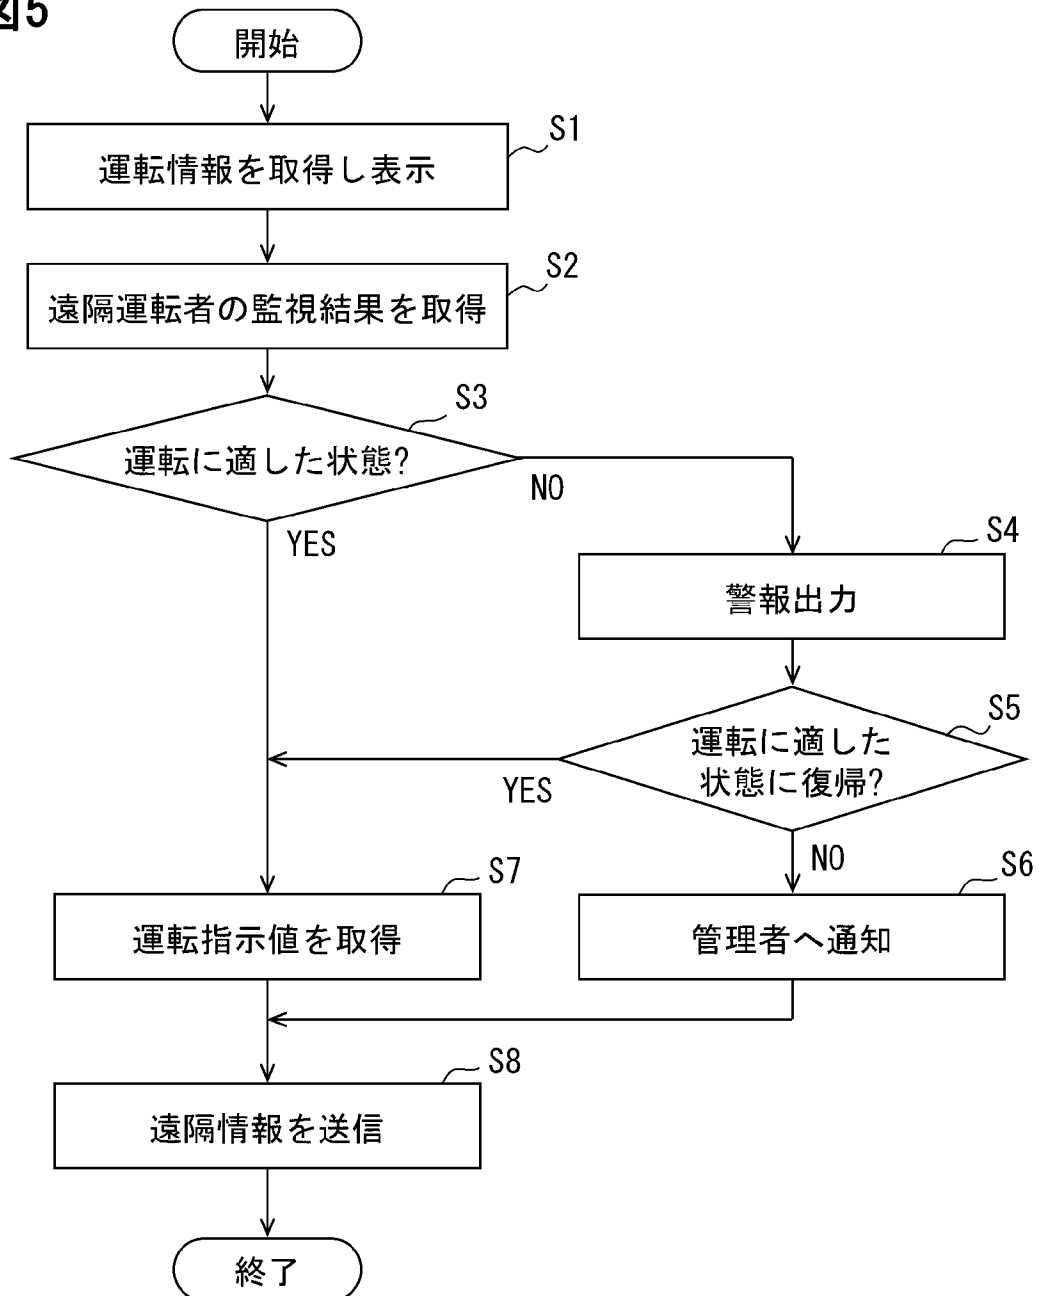 図5
開始
S1
運転情報を取得し表示
S2
遠隔運転者の監視結果を取得
S3
運転に適した状態?
NO
YES
S4
警報出力
S5
運転に適した
状態に復帰?
YES
NO
S7
運転指示値を取得
S6
管理者へ通知
S8
遠隔情報を送信
終了